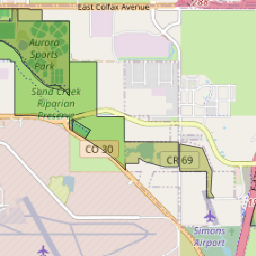 East Colfax Avenue
Aurora
Sports
Park
Sand Creek
Riparian
Preserve
CO 30
CR 69
Simons
Airport